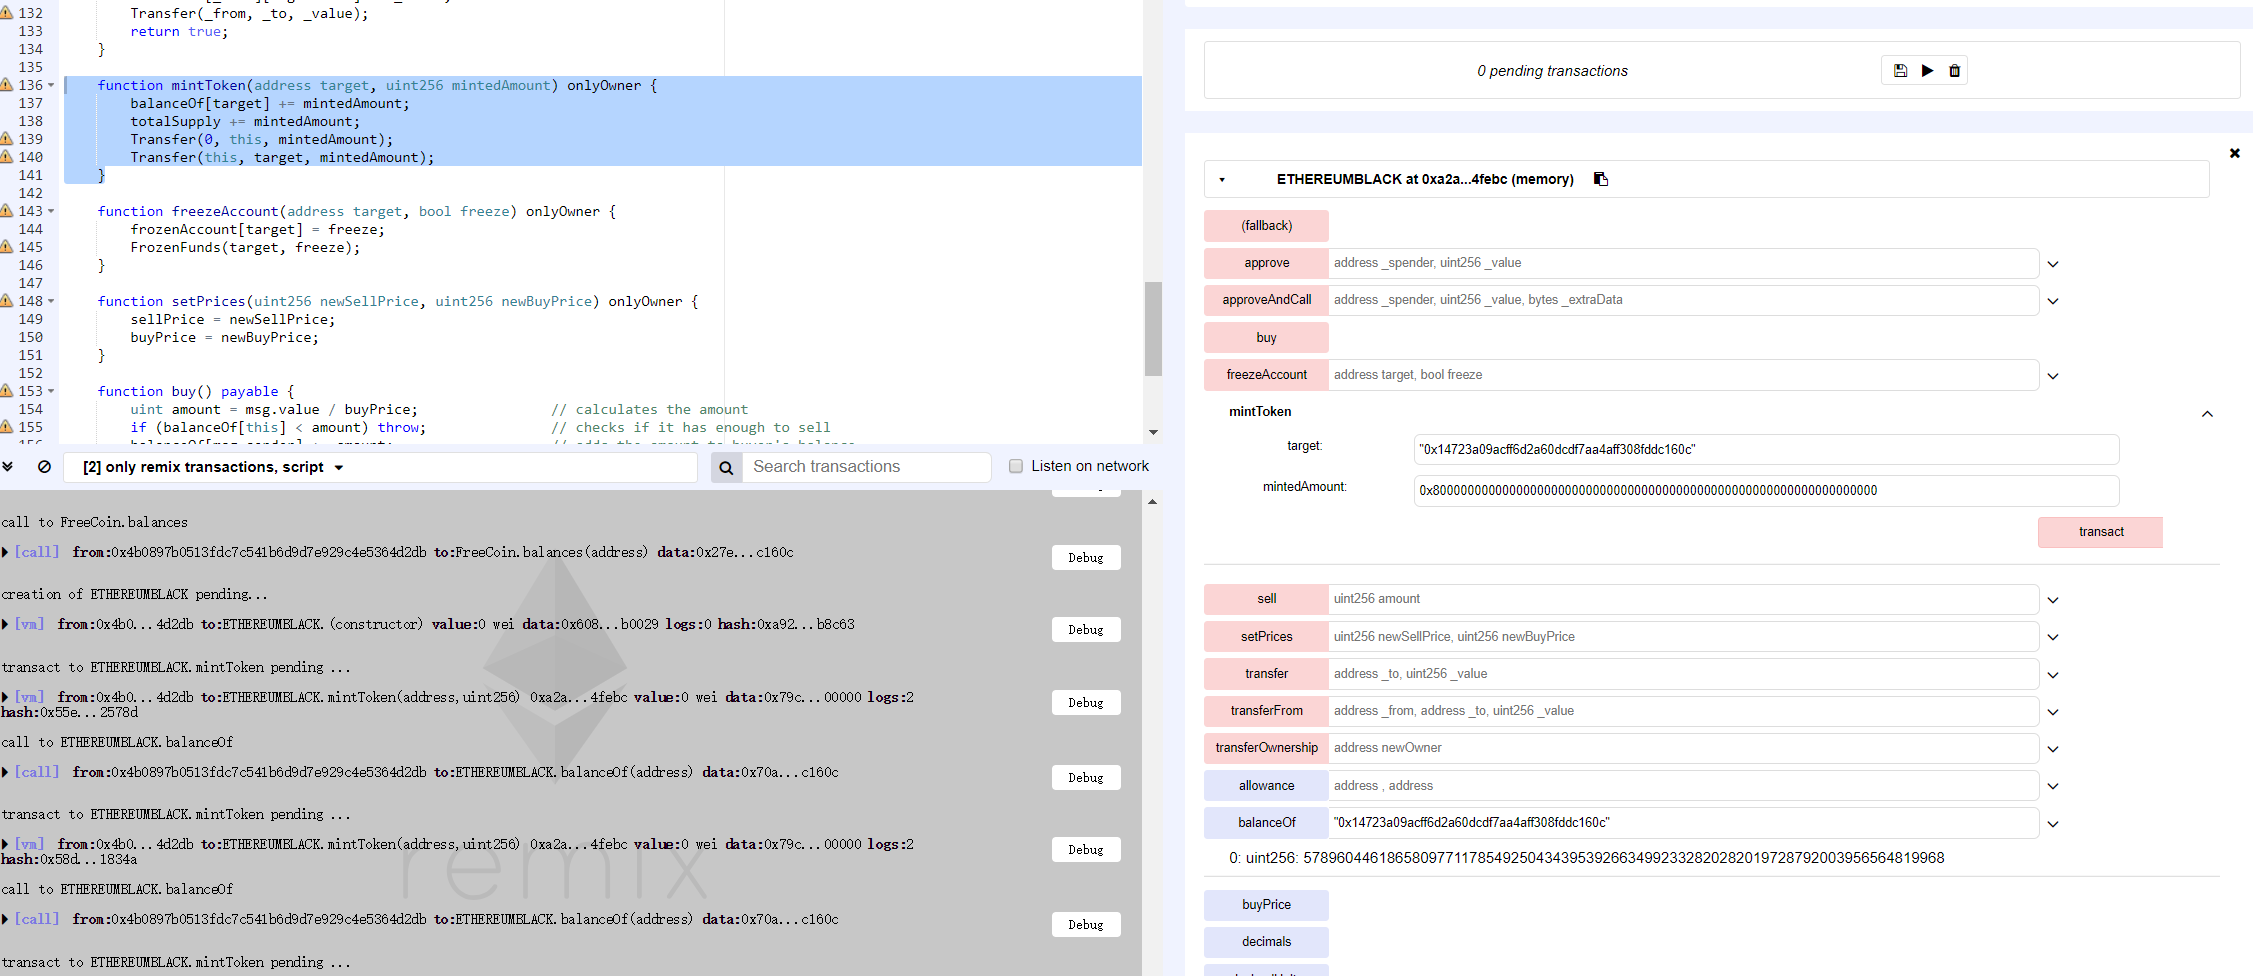 132 Transfer(_from, _to, _value);
133 return true;
134 }
135
136 function mintToken(address target, uint256 mintedAmount) onlyOwner {
137 balanceOf[target] += mintedAmount;
138 totalSupply += mintedAmount;
139 Transfer(0, this, mintedAmount);
140 Transfer(this, target, mintedAmount);
141 }
142
143 function freezeAccount(address target, bool freeze) onlyOwner {
144 frozenAccount[target] = freeze;
145 FrozenFunds(target, freeze);
146 }
147
148 function setPrices(uint256 newSellPrice, uint256 newBuyPrice) onlyOwner {
149 sellPrice = newSellPrice;
150 buyPrice = newBuyPrice;
151 }
152
153 function buy() payable {
154 uint amount = msg.value / buyPrice; // calculates the amount
155 if (balanceOf[this] < amount) throw; // checks if it has enough to sell
[2] only remix transactions, script
Search transactions
Listen on network
call to FreeCoin.balances
[call] from:0x4b0897b0513fdc7c541b6d9d7e929c4e5364d2db to:FreeCoin.balances(address) data:0x27e...c160c
Debug
creation of ETHEREUMBLACK pending...
[vm] from:0x4b0...4d2db to:ETHEREUMBLACK.(constructor) value:0 wei data:0x608...b0029 logs:0 hash:0xa92...b8c63
Debug
transact to ETHEREUMBLACK.mintToken pending ...
[vm] from:0x4b0...4d2db to:ETHEREUMBLACK.mintToken(address,uint256) 0xa2a...4febc value:0 wei data:0x79c...00000 logs:2
hash:0x55e...2578d
Debug
call to ETHEREUMBLACK.balanceOf
[call] from:0x4b0897b0513fdc7c541b6d9d7e929c4e5364d2db to:ETHEREUMBLACK.balanceOf(address) data:0x70a...c160c
Debug
transact to ETHEREUMBLACK.mintToken pending ...
[vm] from:0x4b0...4d2db to:ETHEREUMBLACK.mintToken(address,uint256) 0xa2a...4febc value:0 wei data:0x79c...00000 logs:2
hash:0x58d...1834a
Debug
remix
call to ETHEREUMBLACK.balanceOf
[call] from:0x4b0897b0513fdc7c541b6d9d7e929c4e5364d2db to:ETHEREUMBLACK.balanceOf(address) data:0x70a...c160c
Debug
transact to ETHEREUMBLACK.mintToken pending ...
0 pending transactions
ETHEREUMBLACK at 0xa2a...4febc (memory)
(fallback)
approve address _spender, uint256 _value
approveAndCall address _spender, uint256 _value, bytes _extraData
buy
freezeAccount address target, bool freeze
mintToken
target: "0x14723a09acff6d2a60dcdf7aa4aff308fddc160c"
mintedAmount: 0x8000000000000000000000000000000000000000000000000000000000000000
transact
sell uint256 amount
setPrices uint256 newSellPrice, uint256 newBuyPrice
transfer address _to, uint256 _value
transferFrom address _from, address _to, uint256 _value
transferOwnership address newOwner
allowance address , address
balanceOf "0x14723a09acff6d2a60dcdf7aa4aff308fddc160c"
0: uint256: 57896044618658097711785492504343953926634992332820282019728792003956564819968
buyPrice
decimals